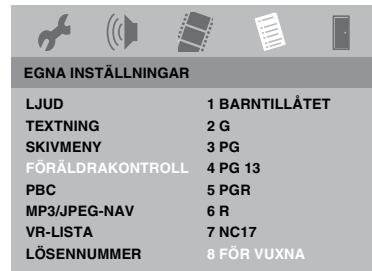 EGNA INSTÄLLNINGAR
LJUD 1 BARNTILLÅTET
TEXTNING 2 G
SKIVMENY 3 PG
FÖRÄLDRAKONTROLL 4 PG 13
PBC 5 PGR
MP3/JPEG-NAV 6 R
VR-LISTA 7 NC17
LÖSENNUMMER 8 FÖR VUXNA